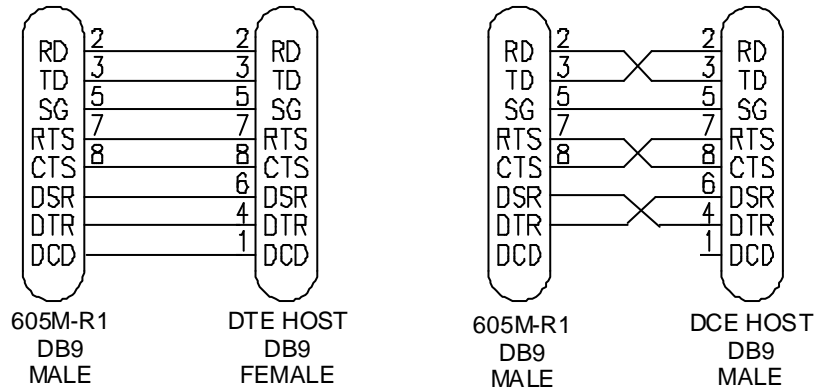 2 2 2 2
RD RD RD RD
3 3 3 3
TD TD TD TD
5 5 5 5
SG SG SG SG
7 7 7 7
RTS RTS RTS RTS
8 8 8 8
CTS CTS CTS CTS
6 6
DSR DSR DSR DSR
4 4
DTR DTR DTR DTR
1 1
DCD DCD DCD DCD
605M-R1 DTE HOST 605M-R1 DCE HOST
DB9 DB9 DB9 DB9
MALE FEMALE MALE MALE